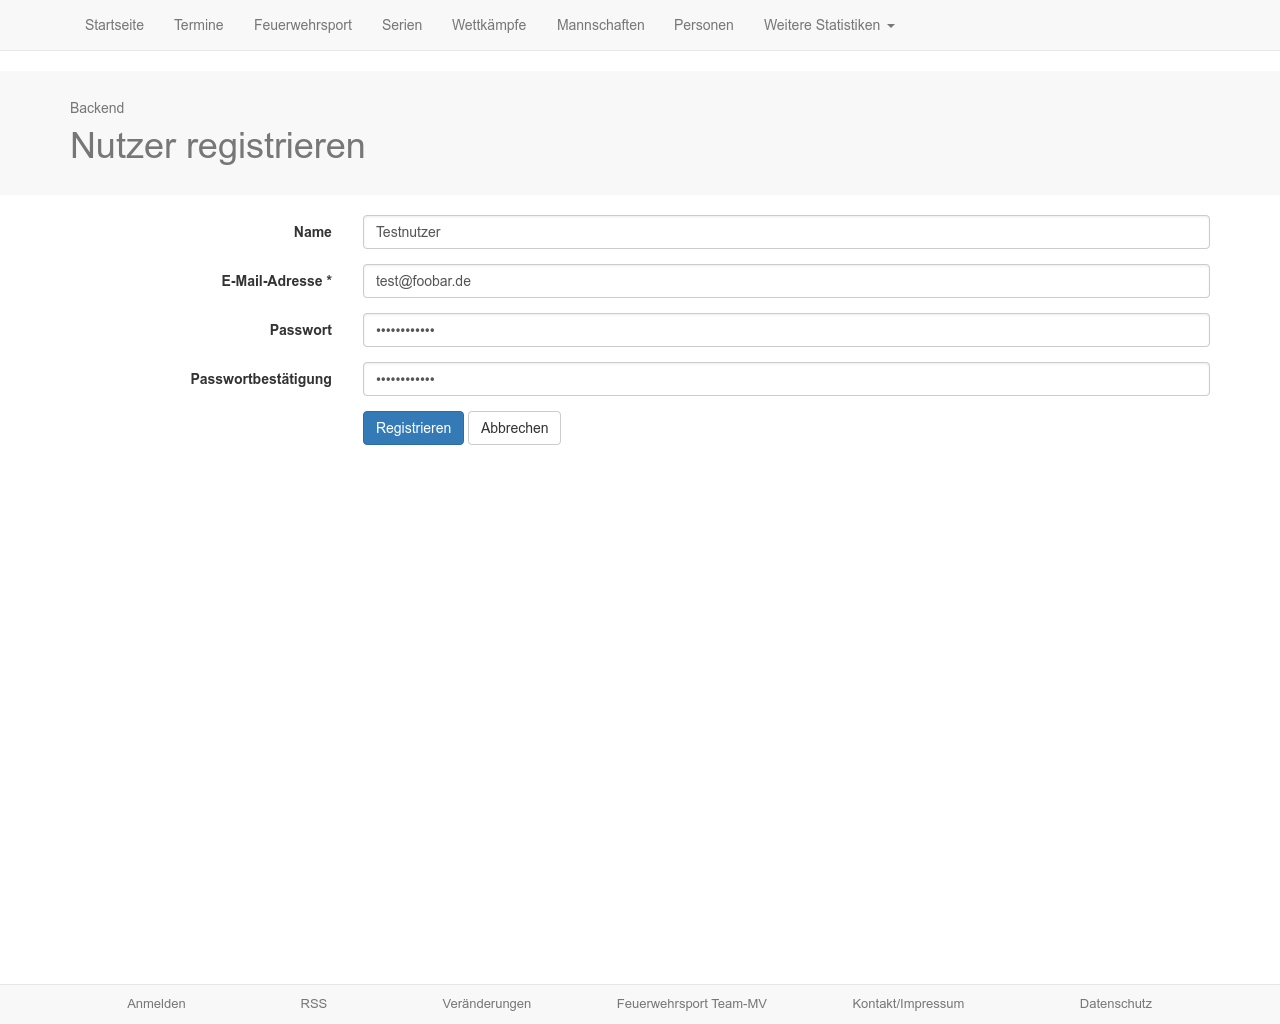 Startseite Termine Feuerwehrsport Serien Wettkämpfe Mannschaften Personen Weitere Statistiken
Backend
Nutzer registrieren
Name Testnutzer
E-Mail-Adresse * test@foobar.de
Passwort ••••••••••••
Passwortbestätigung ••••••••••••
Registrieren Abbrechen
Anmelden RSS Veränderungen Feuerwehrsport Team-MV Kontakt/Impressum Datenschutz